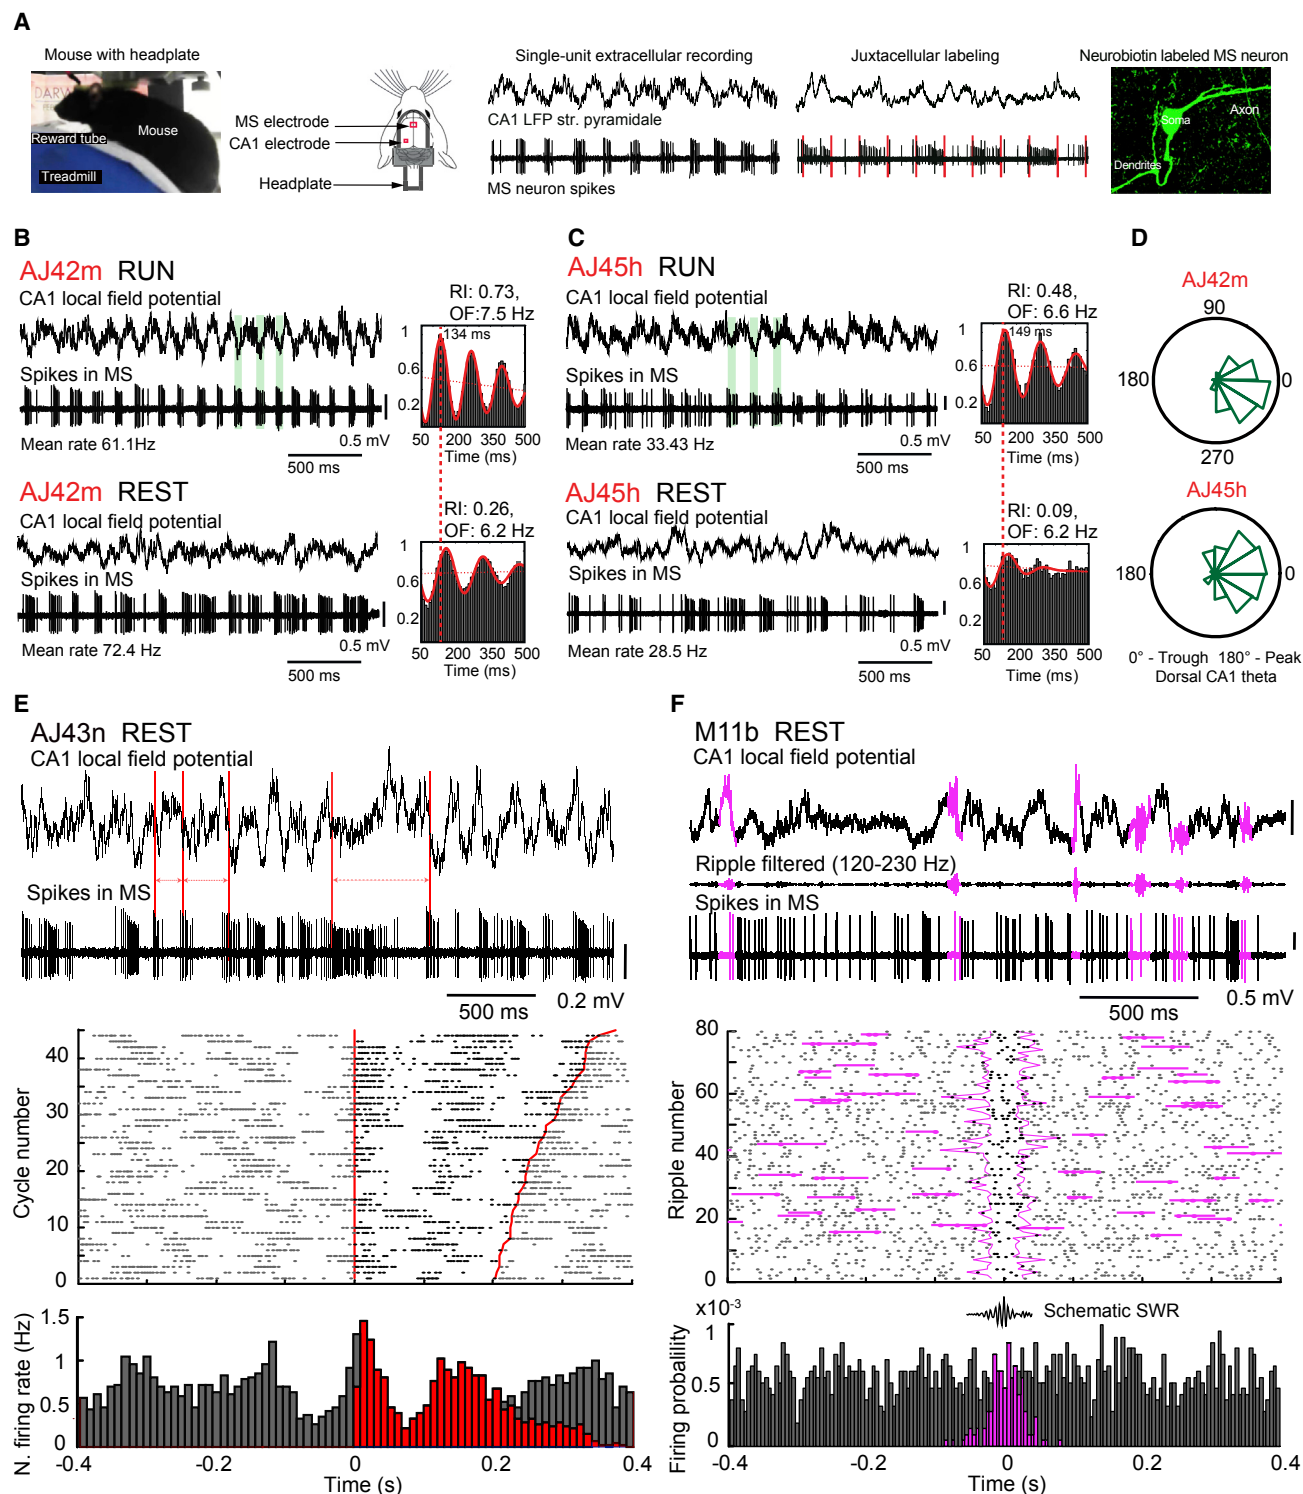 A
Mouse with headplate
DARW
Mouse
Reward tube
Treadmill
MS electrode
CA1 electrode
Headplate
Single-unit extracellular recording
CA1 LFP str. pyramidale
MS neuron spikes
Juxtacellular labeling
Neurobiotin labeled MS neuron
Soma
Axon
Dendrites
B
AJ42m RUN
CA1 local field potential
Spikes in MS
Mean rate 61.1Hz
0.5 mV
500 ms
RI: 0.73,
OF:7.5 Hz
134 ms
1
0.6
0.2
50 200 350 500
Time (ms)
AJ42m REST
CA1 local field potential
Spikes in MS
Mean rate 72.4 Hz
0.5 mV
500 ms
RI: 0.26,
OF: 6.2 Hz
1
0.6
0.2
50 200 350 500
Time (ms)
C
AJ45h RUN
CA1 local field potential
Spikes in MS
Mean rate 33.43 Hz
0.5 mV
500 ms
RI: 0.48,
OF: 6.6 Hz
149 ms
1
0.6
0.2
50 200 350 500
Time (ms)
AJ45h REST
CA1 local field potential
Spikes in MS
Mean rate 28.5 Hz
0.5 mV
500 ms
RI: 0.09,
OF: 6.2 Hz
1
0.6
0.2
50 200 350 500
Time (ms)
D
AJ42m
90
180 0
270
AJ45h
180 0
0° - Trough 180° - Peak
Dorsal CA1 theta
E
AJ43n REST
CA1 local field potential
Spikes in MS
500 ms
0.2 mV
Cycle number
40
30
20
10
0
N. firing rate (Hz)
1.5
1
0.5
0
-0.4 -0.2 0 0.2 0.4
Time (s)
F
M11b REST
CA1 local field potential
Ripple filtered (120-230 Hz)
Spikes in MS
500 ms
0.5 mV
Ripple number
80
60
40
20
0
x10-3
Schematic SWR
Firing probalility
1
0.5
0
-0.4 -0.2 0 0.2 0.4
Time (s)